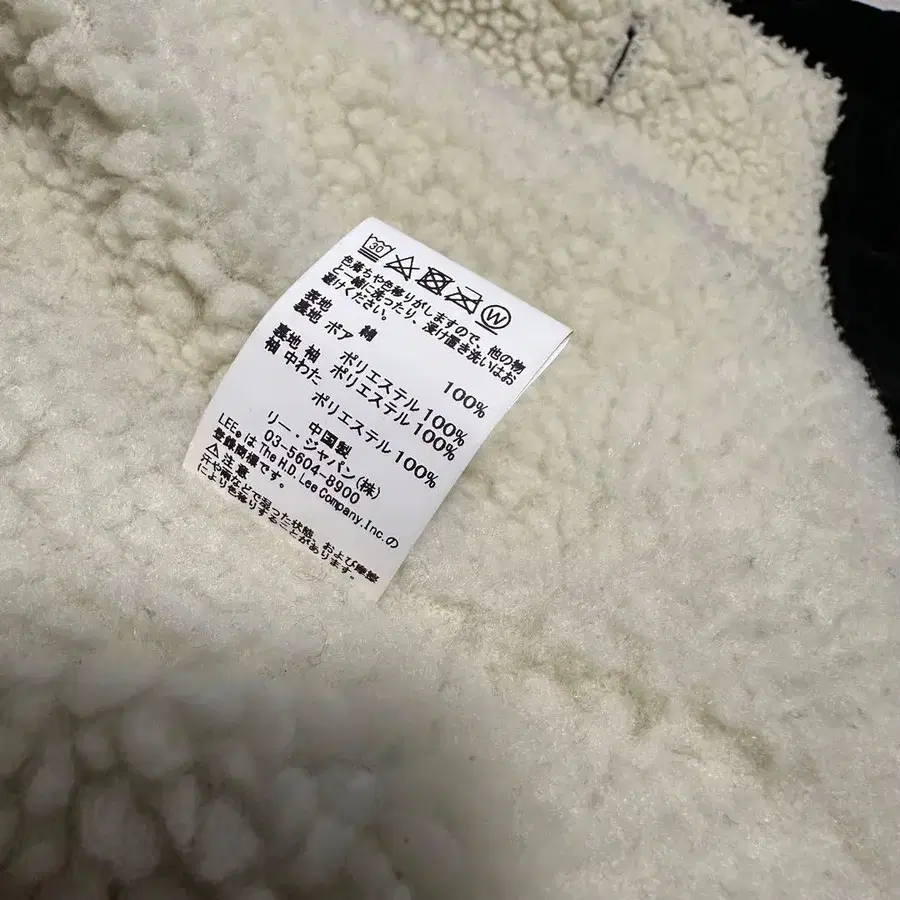 30 W
色落ちや色移りがしますので、他の物
と一緒に洗ったり、浸け置き洗いはお
避けください。
表地 綿 100%
裏地 ボア ポリエステル 100%
裏地 袖 ポリエステル 100%
袖 中わた ポリエステル 100%
中国製
リー・ジャパン(株)
03-5604-8900
LEE®は The H.D. Lee Company,Inc.の
登録商標です。
⚠ 注意
汗や雨などで湿った状態、および摩擦
により色移りすることがあります。